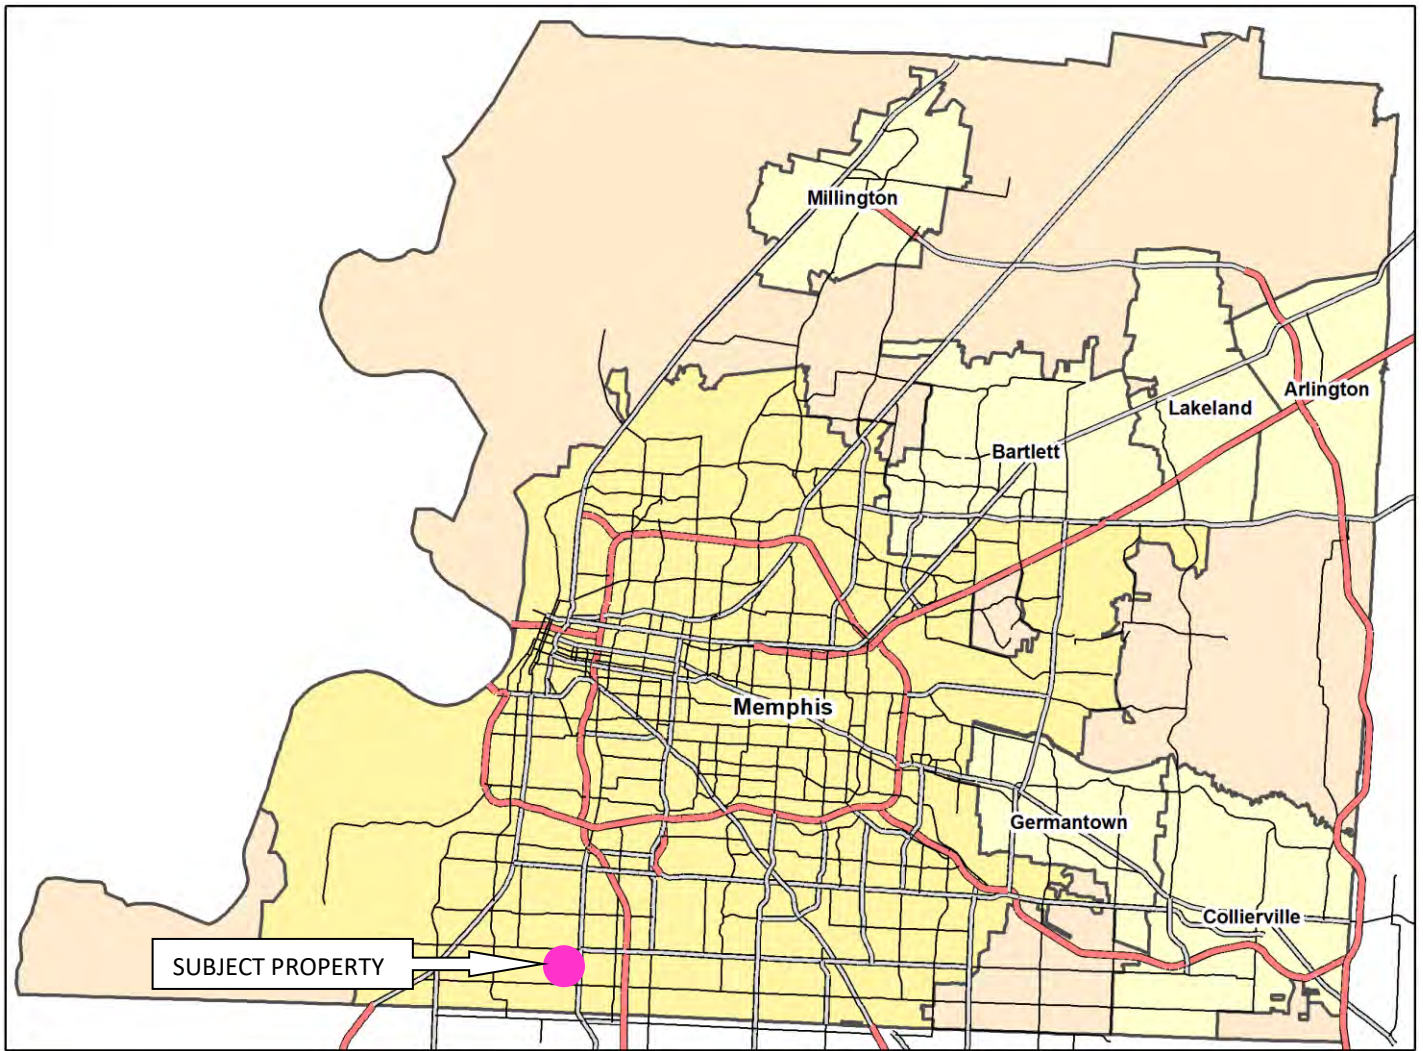 Millington
Arlington
Lakeland
Bartlett
Memphis
Germantown
Collierville
SUBJECT PROPERTY